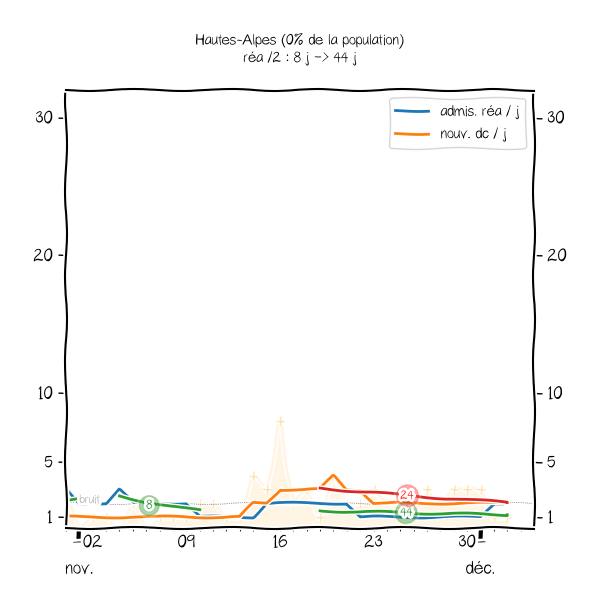 Hautes-Alpes (0% de la population)
réa /2 : 8 j -> 44 j
admis. réa / j
nouv. dc / j
30
30
20
20
10
10
5
5
1
1
bruit
8
24
44
02
09
16
23
30
nov.
déc.